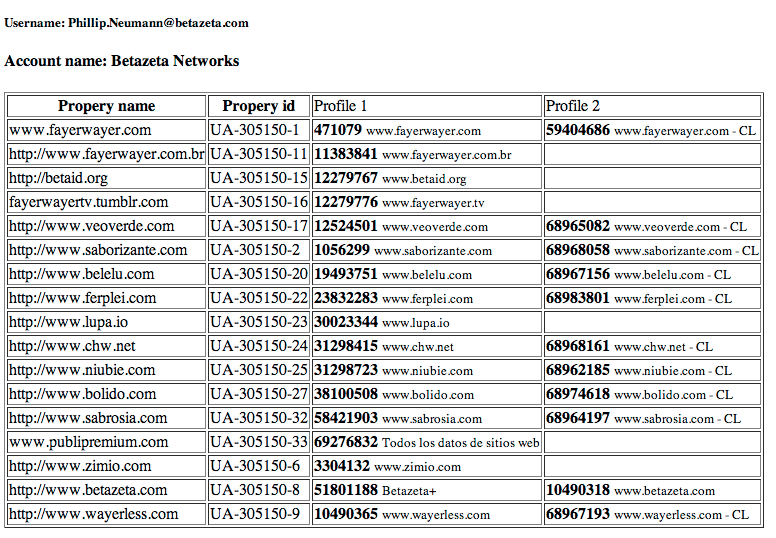 Username: Phillip.Neumann@betazeta.com
Account name: Betazeta Networks
Propery name Propery id Profile 1 Profile 2
www.fayerwayer.com UA-305150-1 471079 www.fayerwayer.com 59404686 www.fayerwayer.com - CL
http://www.fayerwayer.com.br UA-305150-11 11383841 www.fayerwayer.com.br
http://betaid.org UA-305150-15 12279767 www.betaid.org
fayerwayertv.tumblr.com UA-305150-16 12279776 www.fayerwayer.tv
http://www.veoverde.com UA-305150-17 12524501 www.veoverde.com 68965082 www.veoverde.com - CL
http://www.saborizante.com UA-305150-2 1056299 www.saborizante.com 68968058 www.saborizante.com - CL
http://www.belelu.com UA-305150-20 19493751 www.belelu.com 68967156 www.belelu.com - CL
http://www.ferplei.com UA-305150-22 23832283 www.ferplei.com 68983801 www.ferplei.com - CL
http://www.lupa.io UA-305150-23 30023344 www.lupa.io
http://www.chw.net UA-305150-24 31298415 www.chw.net 68968161 www.chw.net - CL
http://www.niubie.com UA-305150-25 31298723 www.niubie.com 68962185 www.niubie.com - CL
http://www.bolido.com UA-305150-27 38100508 www.bolido.com 68974618 www.bolido.com - CL
http://www.sabrosia.com UA-305150-32 58421903 www.sabrosia.com 68964197 www.sabrosia.com - CL
www.publipremium.com UA-305150-33 69276832 Todos los datos de sitios web
http://www.zimio.com UA-305150-6 3304132 www.zimio.com
http://www.betazeta.com UA-305150-8 51801188 Betazeta+ 10490318 www.betazeta.com
http://www.wayerless.com UA-305150-9 10490365 www.wayerless.com 68967193 www.wayerless.com - CL